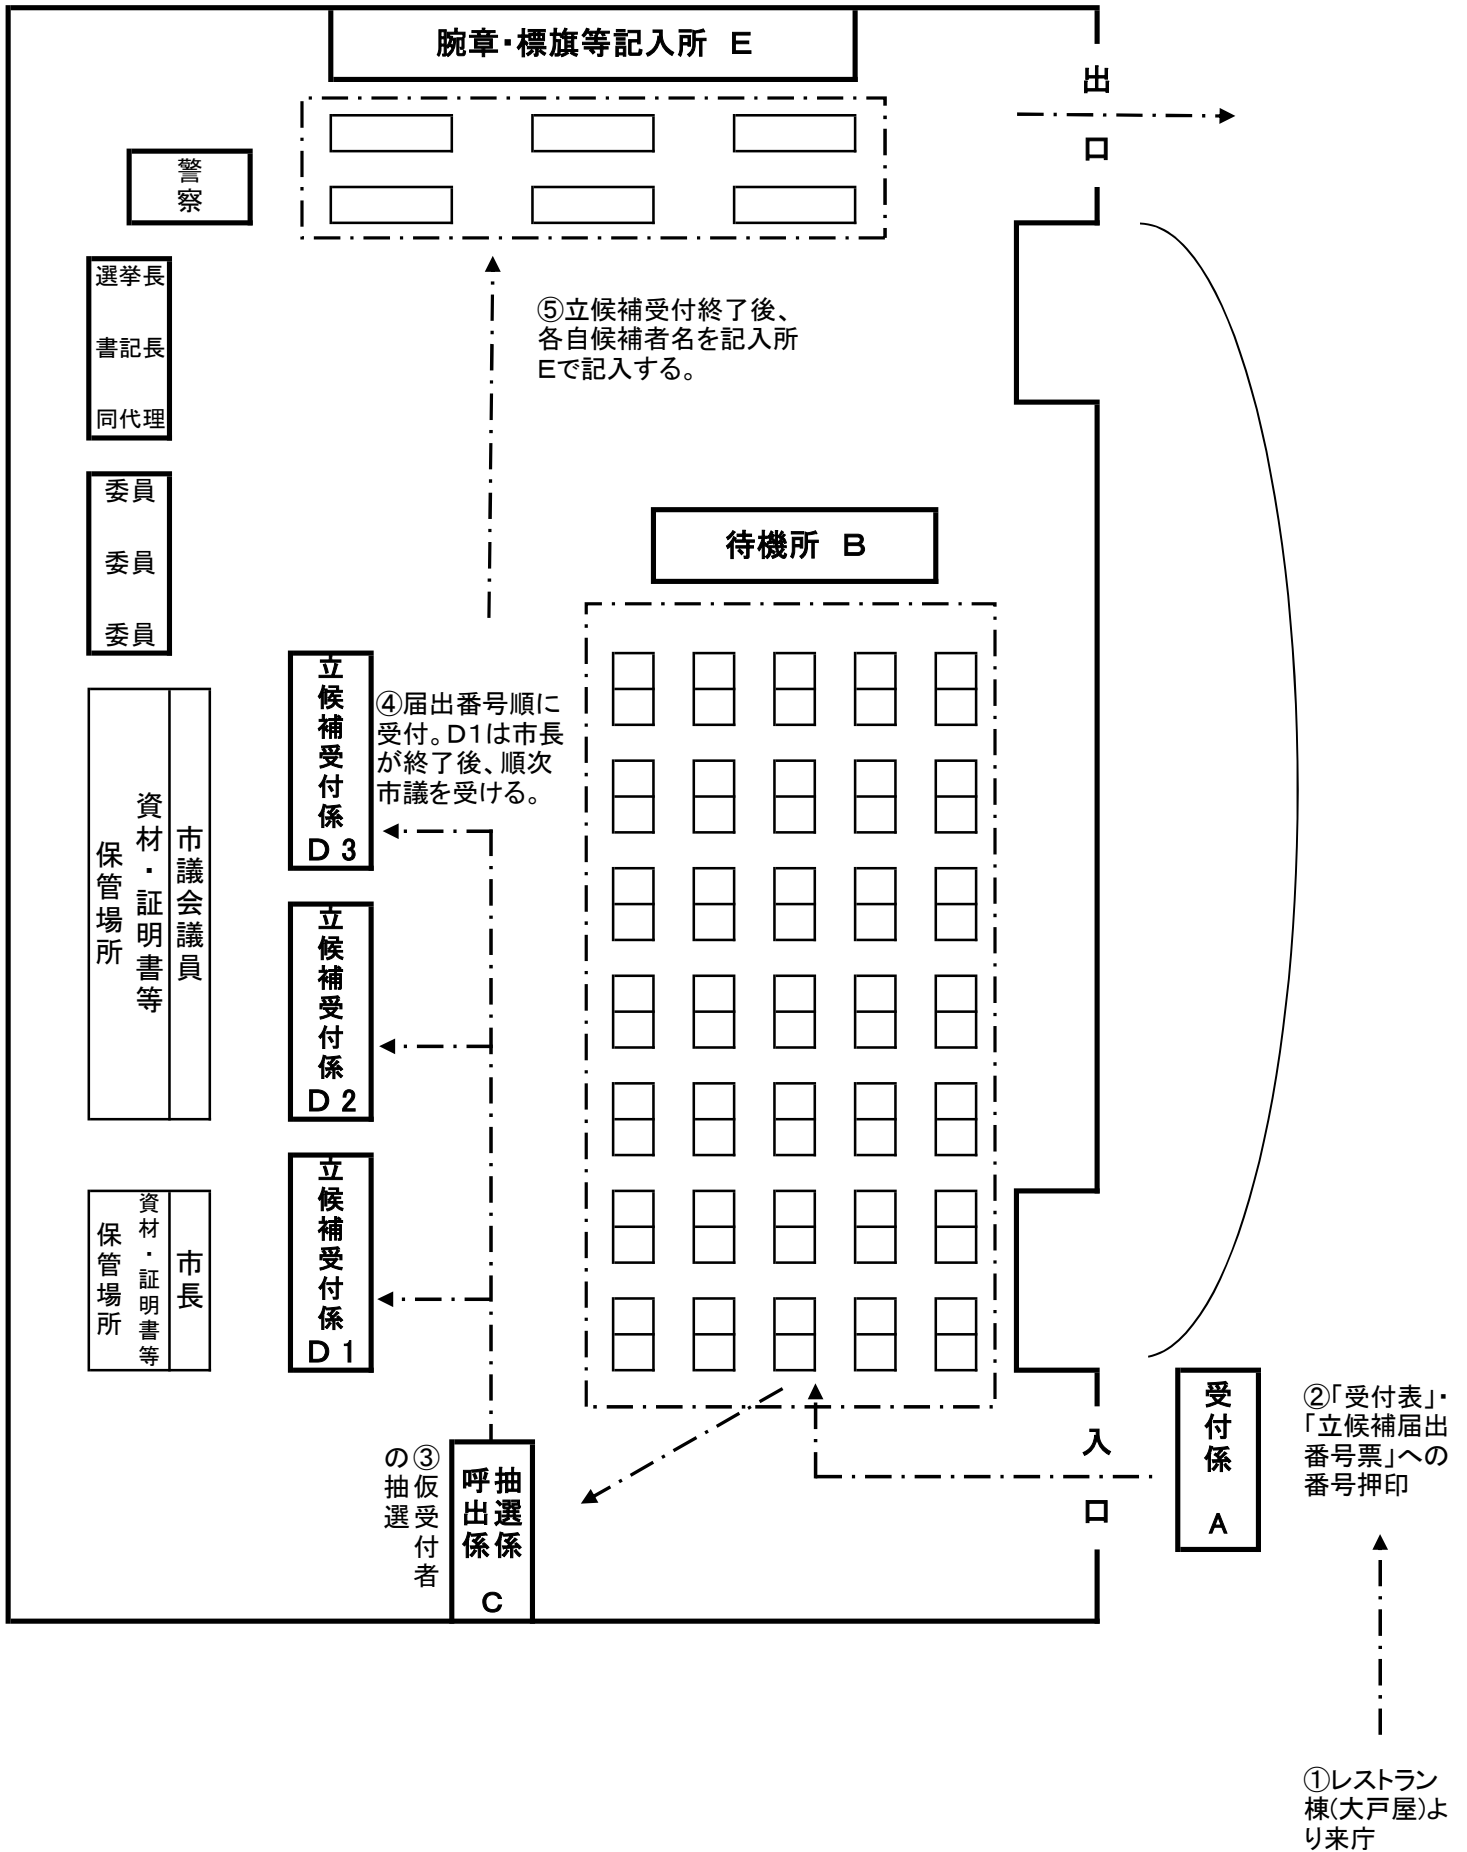 腕章・標旗等記入所　E
出
口
警
察
選挙長
書記長
同代理
⑤立候補受付終了後、
各自候補者名を記入所
Eで記入する。
委員
委員
委員
待機所　B
立候補受付係D3
④届出番号順に
受付。D1は市長
が終了後、順次
市議を受ける。
市議会議員
資材・証明書等
保管場所
立候補受付係D2
立候補受付係D1
市長
資材・証明書等
保管場所
③仮受付者
の抽選
抽選係
呼出係
C
入
口
受付係　A
②「受付表」・
「立候補届出
番号票」への
番号押印
①レストラン
棟(大戸屋)よ
り来庁